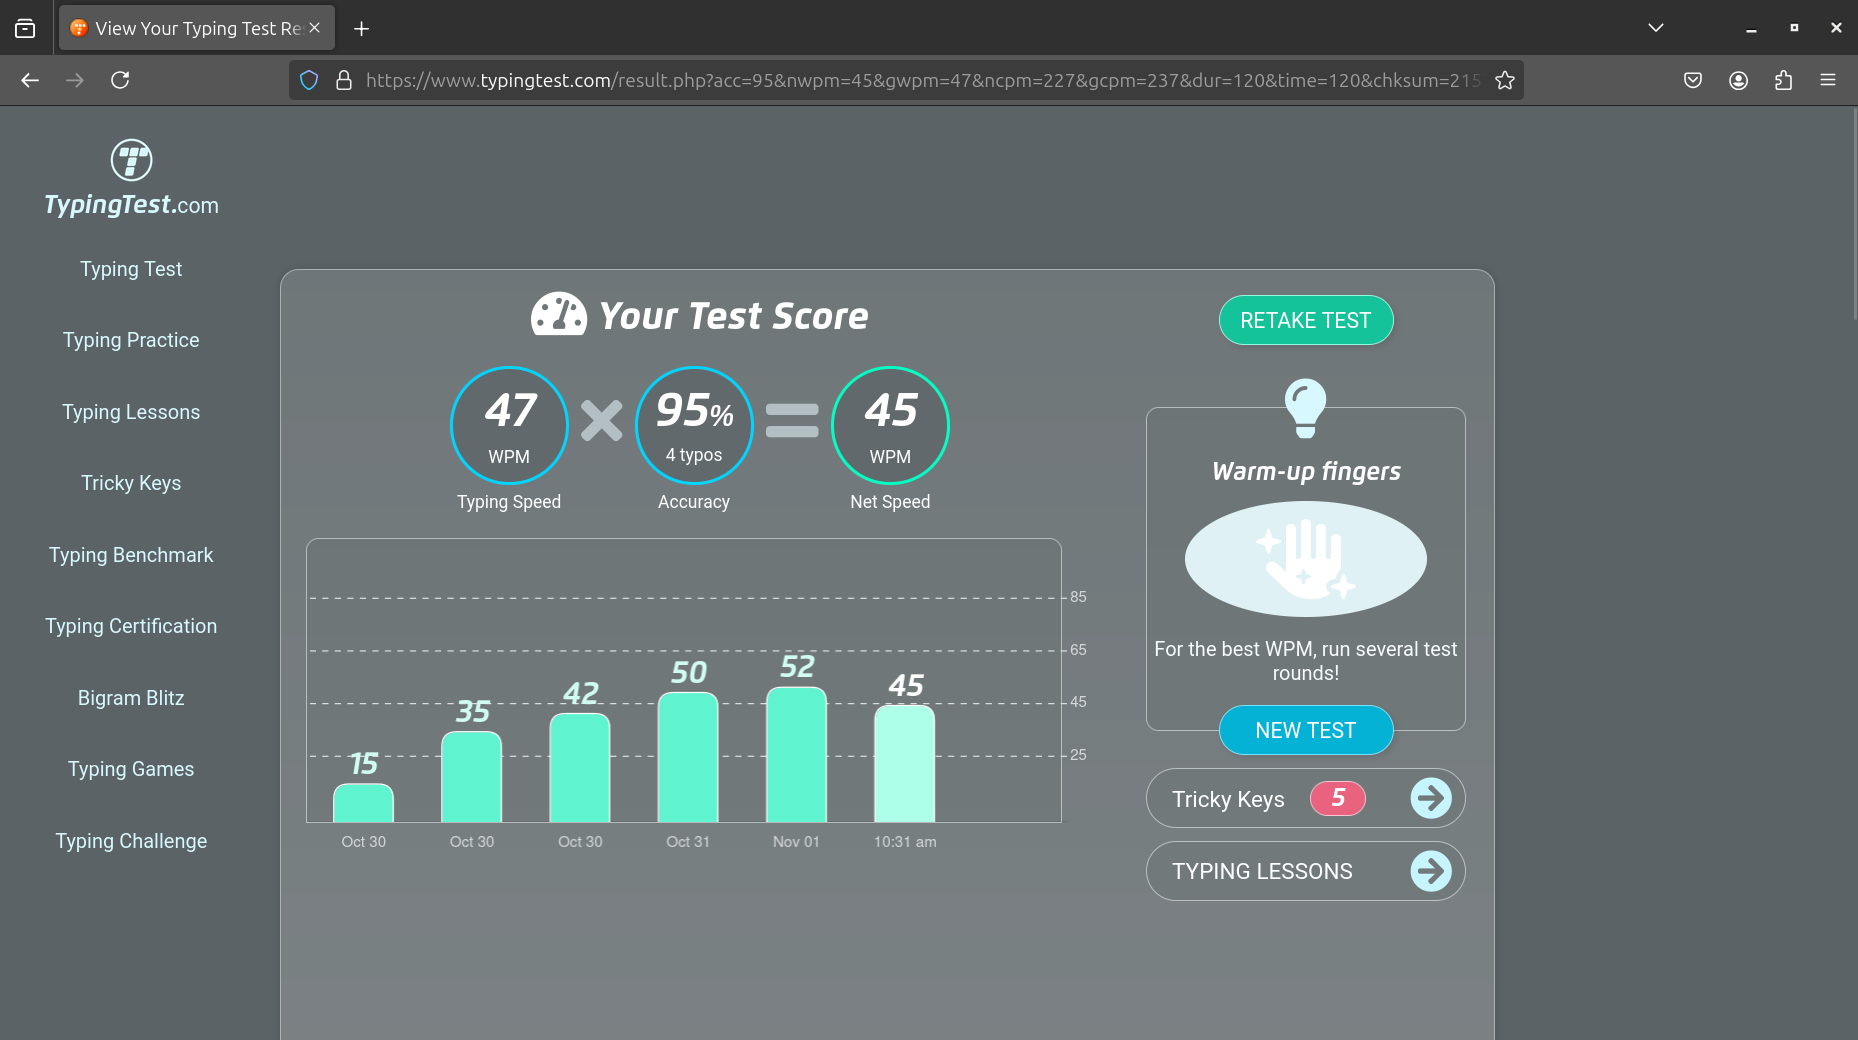 View Your Typing Test Re
https://www.typingtest.com/result.php?acc=95&nwpm=45&gwpm=47&ncpm=227&gcpm=237&dur=120&time=120&chksum=215
TypingTest.com
Typing Test
Typing Practice
Typing Lessons
Tricky Keys
Typing Benchmark
Typing Certification
Bigram Blitz
Typing Games
Typing Challenge
Your Test Score
47
WPM
Typing Speed
95%
4 typos
Accuracy
45
WPM
Net Speed
85
65
45
25
15
35
42
50
52
45
Oct 30
Oct 30
Oct 30
Oct 31
Nov 01
10:31 am
RETAKE TEST
Warm-up fingers
For the best WPM, run several test
rounds!
NEW TEST
Tricky Keys 5
TYPING LESSONS